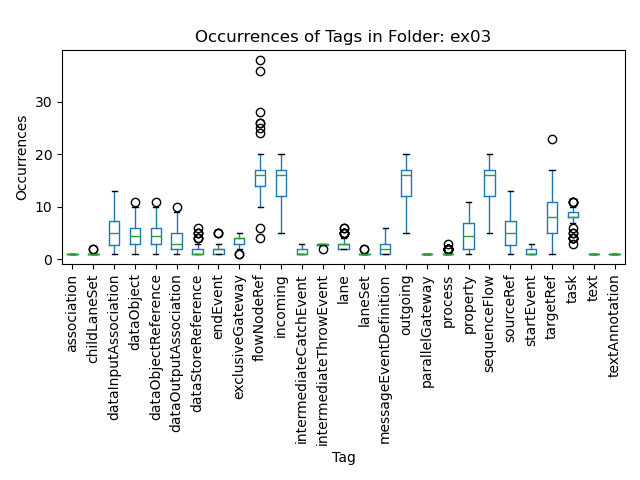 Occurrences of Tags in Folder: ex03
Occurrences
30
20
10
0
association
childLaneSet
dataInputAssociation
dataObject
dataObjectReference
dataOutputAssociation
dataStoreReference
endEvent
exclusiveGateway
flowNodeRef
incoming
intermediateCatchEvent
intermediateThrowEvent
lane
laneSet
messageEventDefinition
outgoing
parallelGateway
process
property
sequenceFlow
sourceRef
startEvent
targetRef
task
text
textAnnotation
Tag